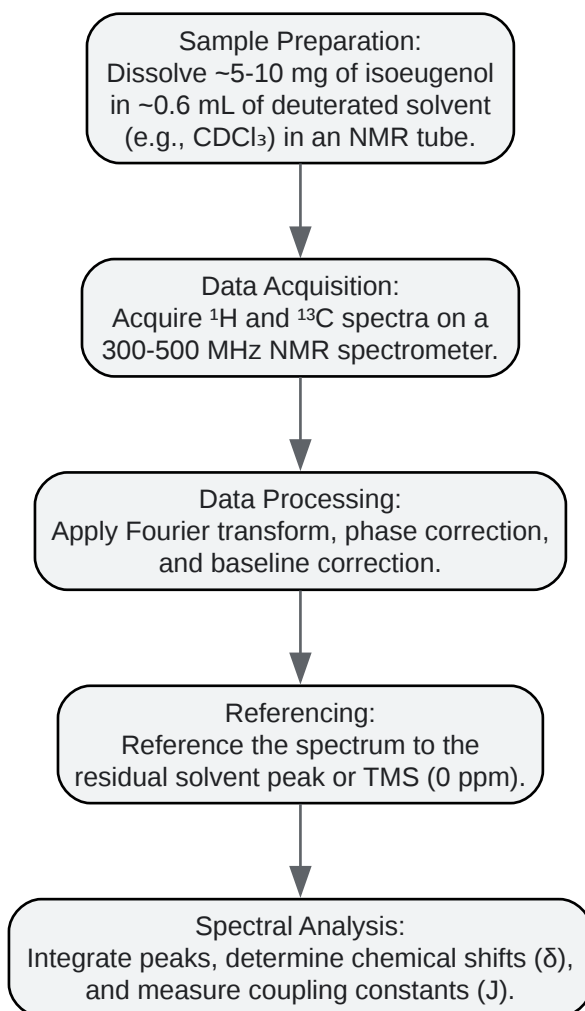 Sample Preparation:
Dissolve ~5-10 mg of isoeugenol
in ~0.6 mL of deuterated solvent
(e.g., CDCl₃) in an NMR tube.
Data Acquisition:
Acquire ¹H and ¹³C spectra on a
300-500 MHz NMR spectrometer.
Data Processing:
Apply Fourier transform, phase correction,
and baseline correction.
Referencing:
Reference the spectrum to the
residual solvent peak or TMS (0 ppm).
Spectral Analysis:
Integrate peaks, determine chemical shifts (δ),
and measure coupling constants (J).